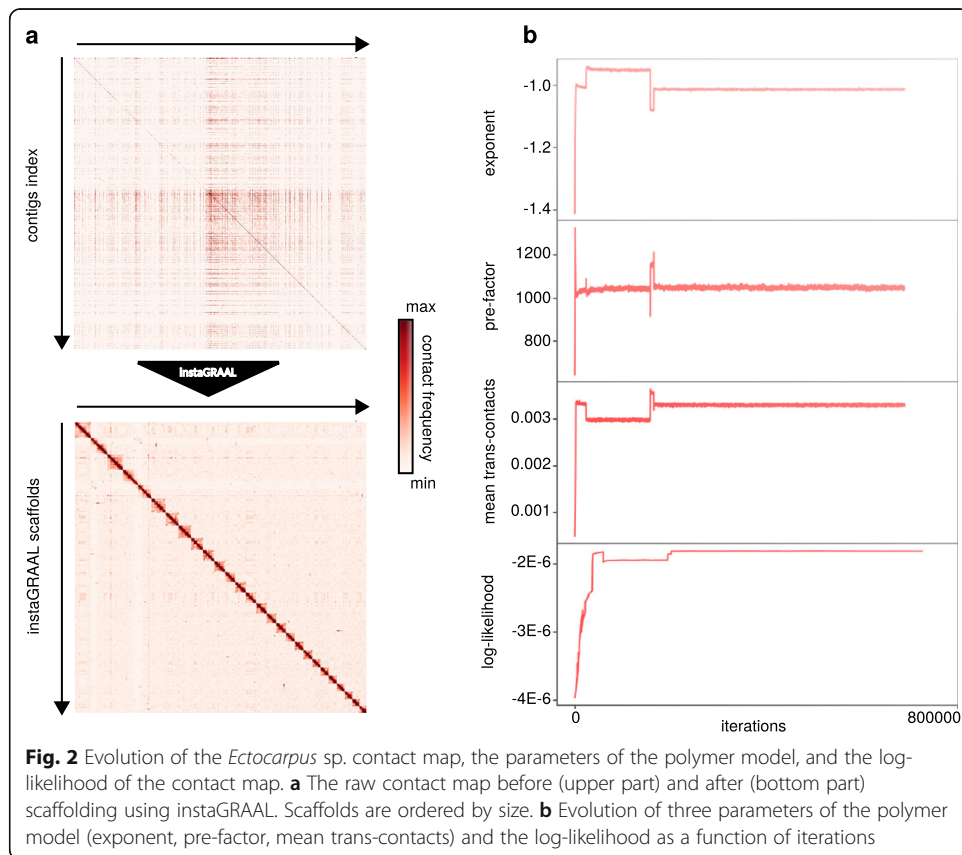 a
contigs index
instaGRAAL
max
contact frequency
min
instaGRAAL scaffolds
b
exponent
-1.0
-1.2
-1.4
pre-factor
1200
1000
800
mean trans-contacts
0.003
0.002
0.001
log-likelihood
-2E-6
-3E-6
-4E-6
0
iterations
800000
Fig. 2 Evolution of the Ectocarpus sp. contact map, the parameters of the polymer model, and the log-
likelihood of the contact map. a The raw contact map before (upper part) and after (bottom part)
scaffolding using instaGRAAL. Scaffolds are ordered by size. b Evolution of three parameters of the polymer
model (exponent, pre-factor, mean trans-contacts) and the log-likelihood as a function of iterations